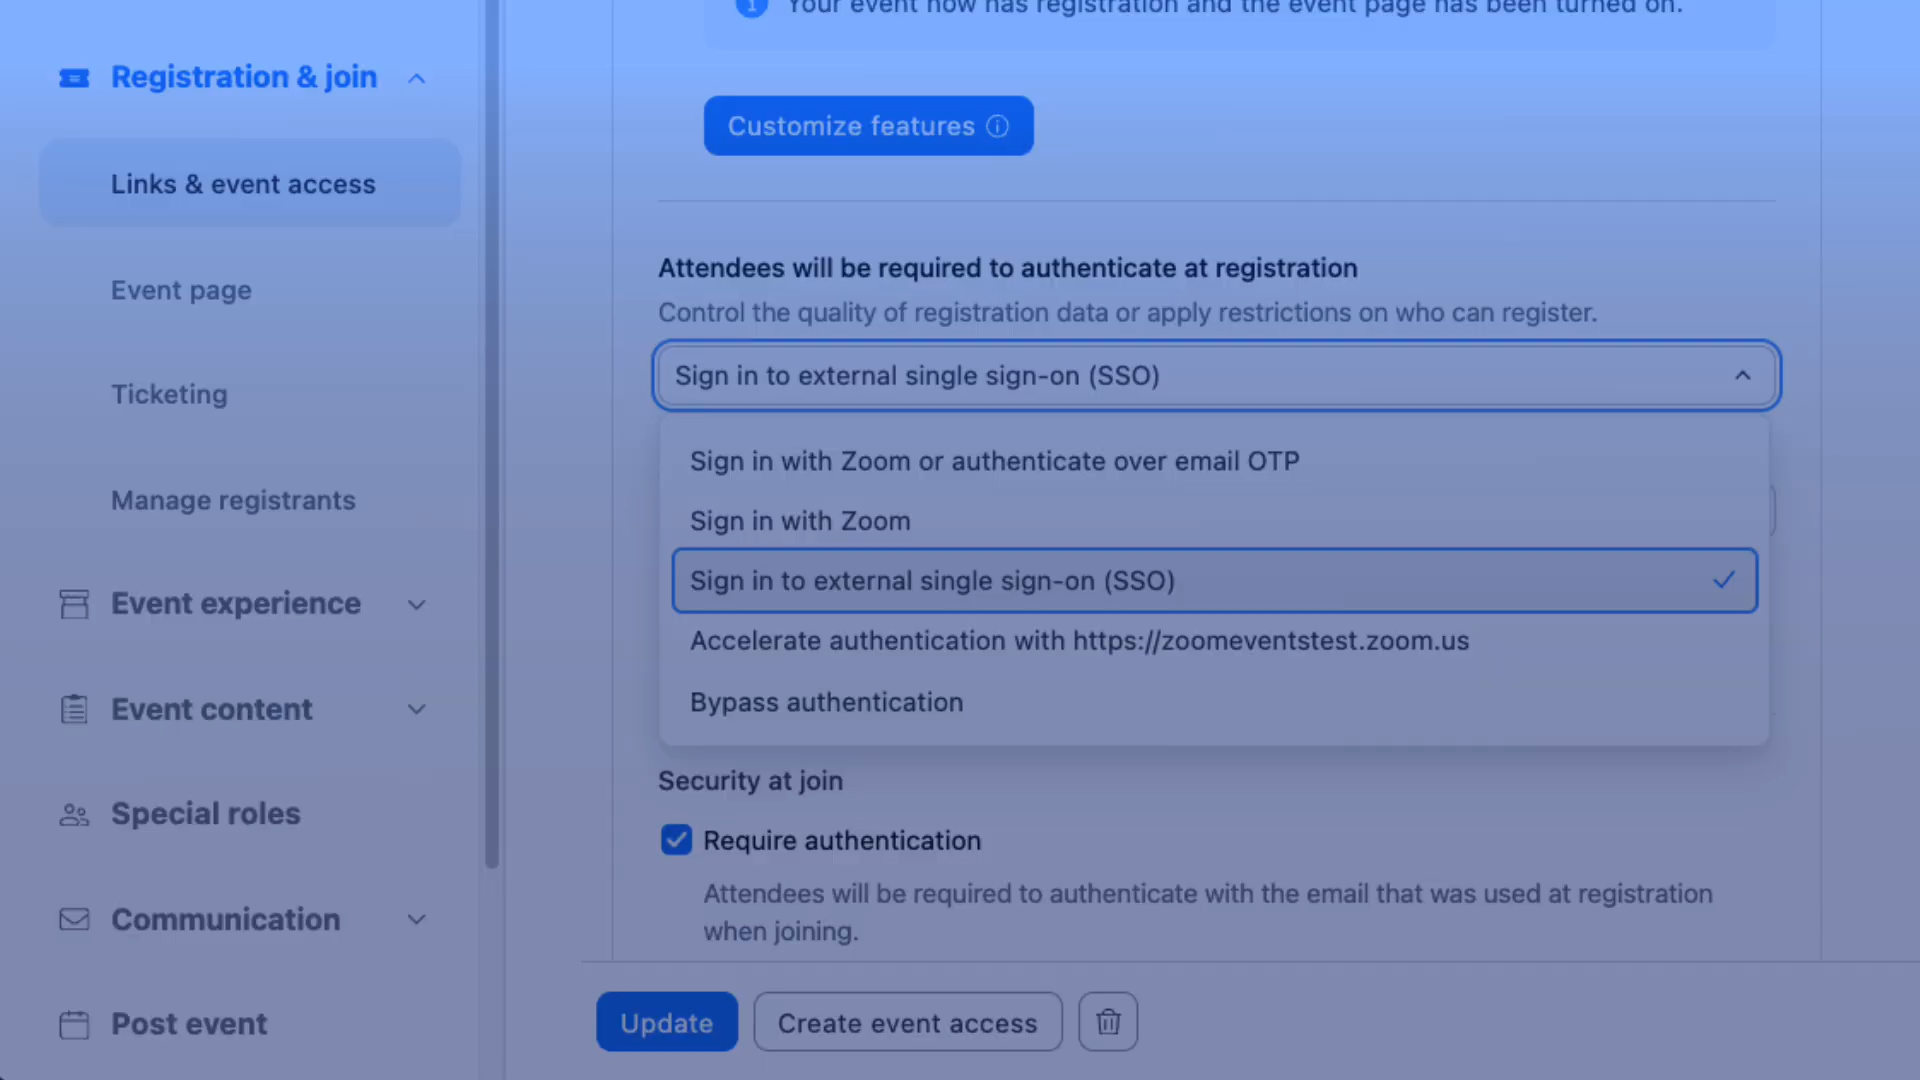 Your event now has registration and the event page has been turned on.
Registration & join
Customize features
Links & event access
Event page
Ticketing
Manage registrants
Event experience
Event content
Special roles
Communication
Post event
Attendees will be required to authenticate at registration
Control the quality of registration data or apply restrictions on who can register.
Sign in to external single sign-on (SSO)
Sign in with Zoom or authenticate over email OTP
Sign in with Zoom
Sign in to external single sign-on (SSO)
Accelerate authentication with https://zoomeventstest.zoom.us
Bypass authentication
Security at join
Require authentication
Attendees will be required to authenticate with the email that was used at registration
when joining.
Update
Create event access